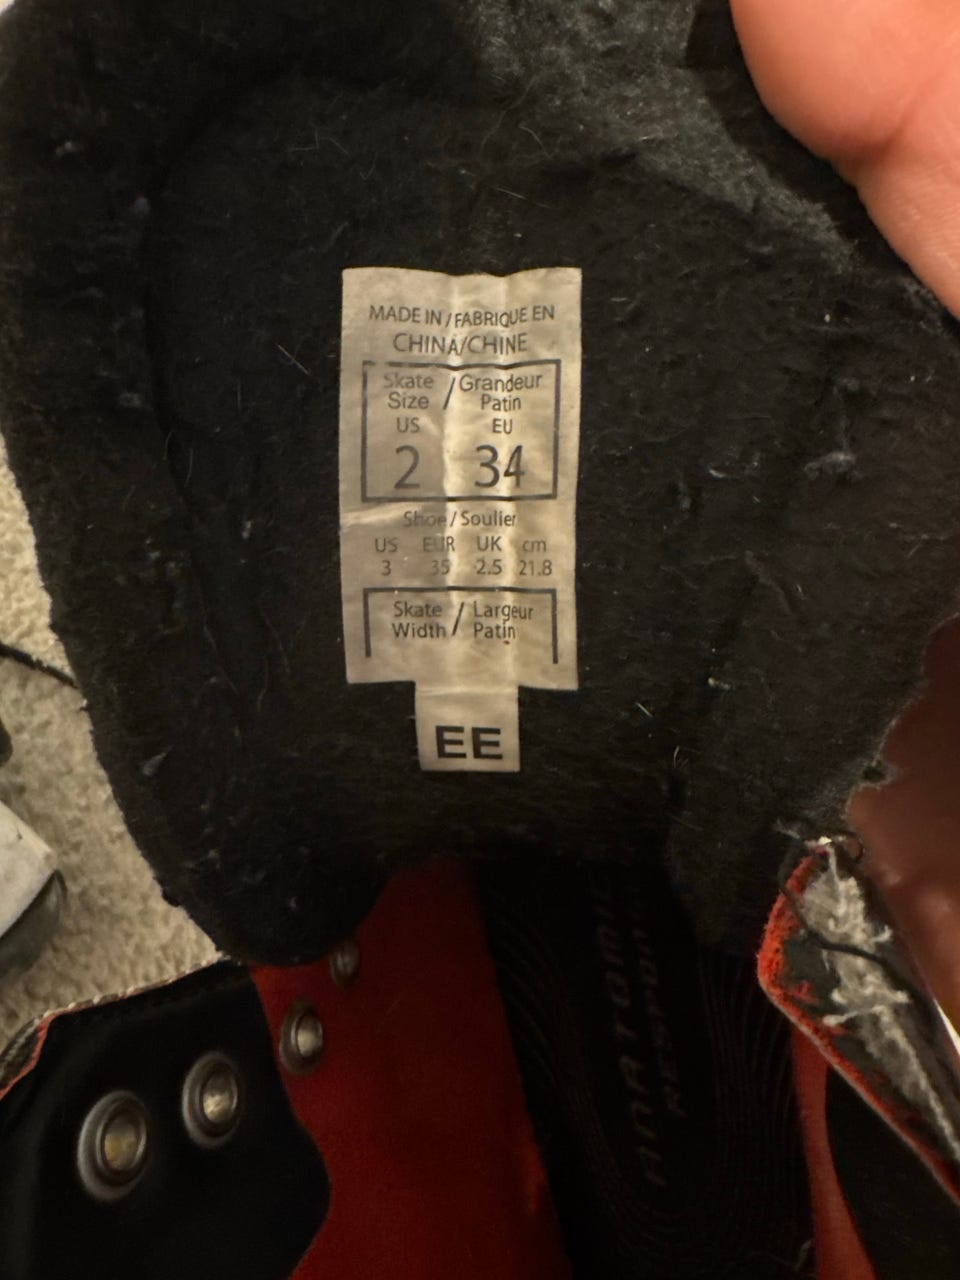 MADE IN / FABRIQUE EN
CHINA/CHINE
Skate Size / Grandeur Patin
US EU
2 34
Shoe / Soulier
US EUR UK cm
3 35 2.5 21.8
Skate Width / Largeur Patin
EE
ANATOMIC